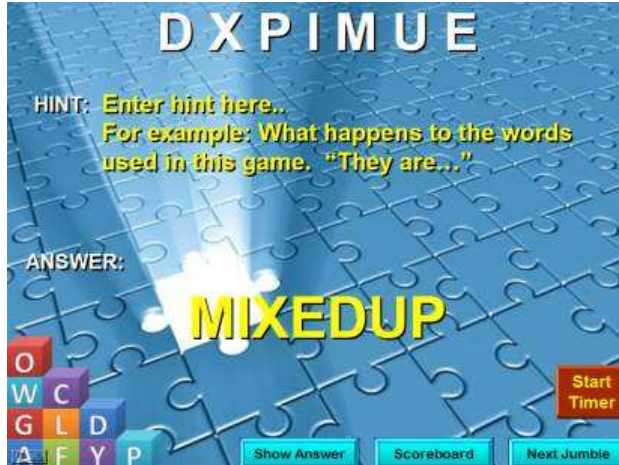 D X P I M U E
HINT: Enter hint here..
For example: What happens to the words
used in this game. “They are...”
ANSWER:
MIXEDUP
O
W C
G L D
A F Y P
Start
Timer
Show Answer
Scoreboard
Next Jumble